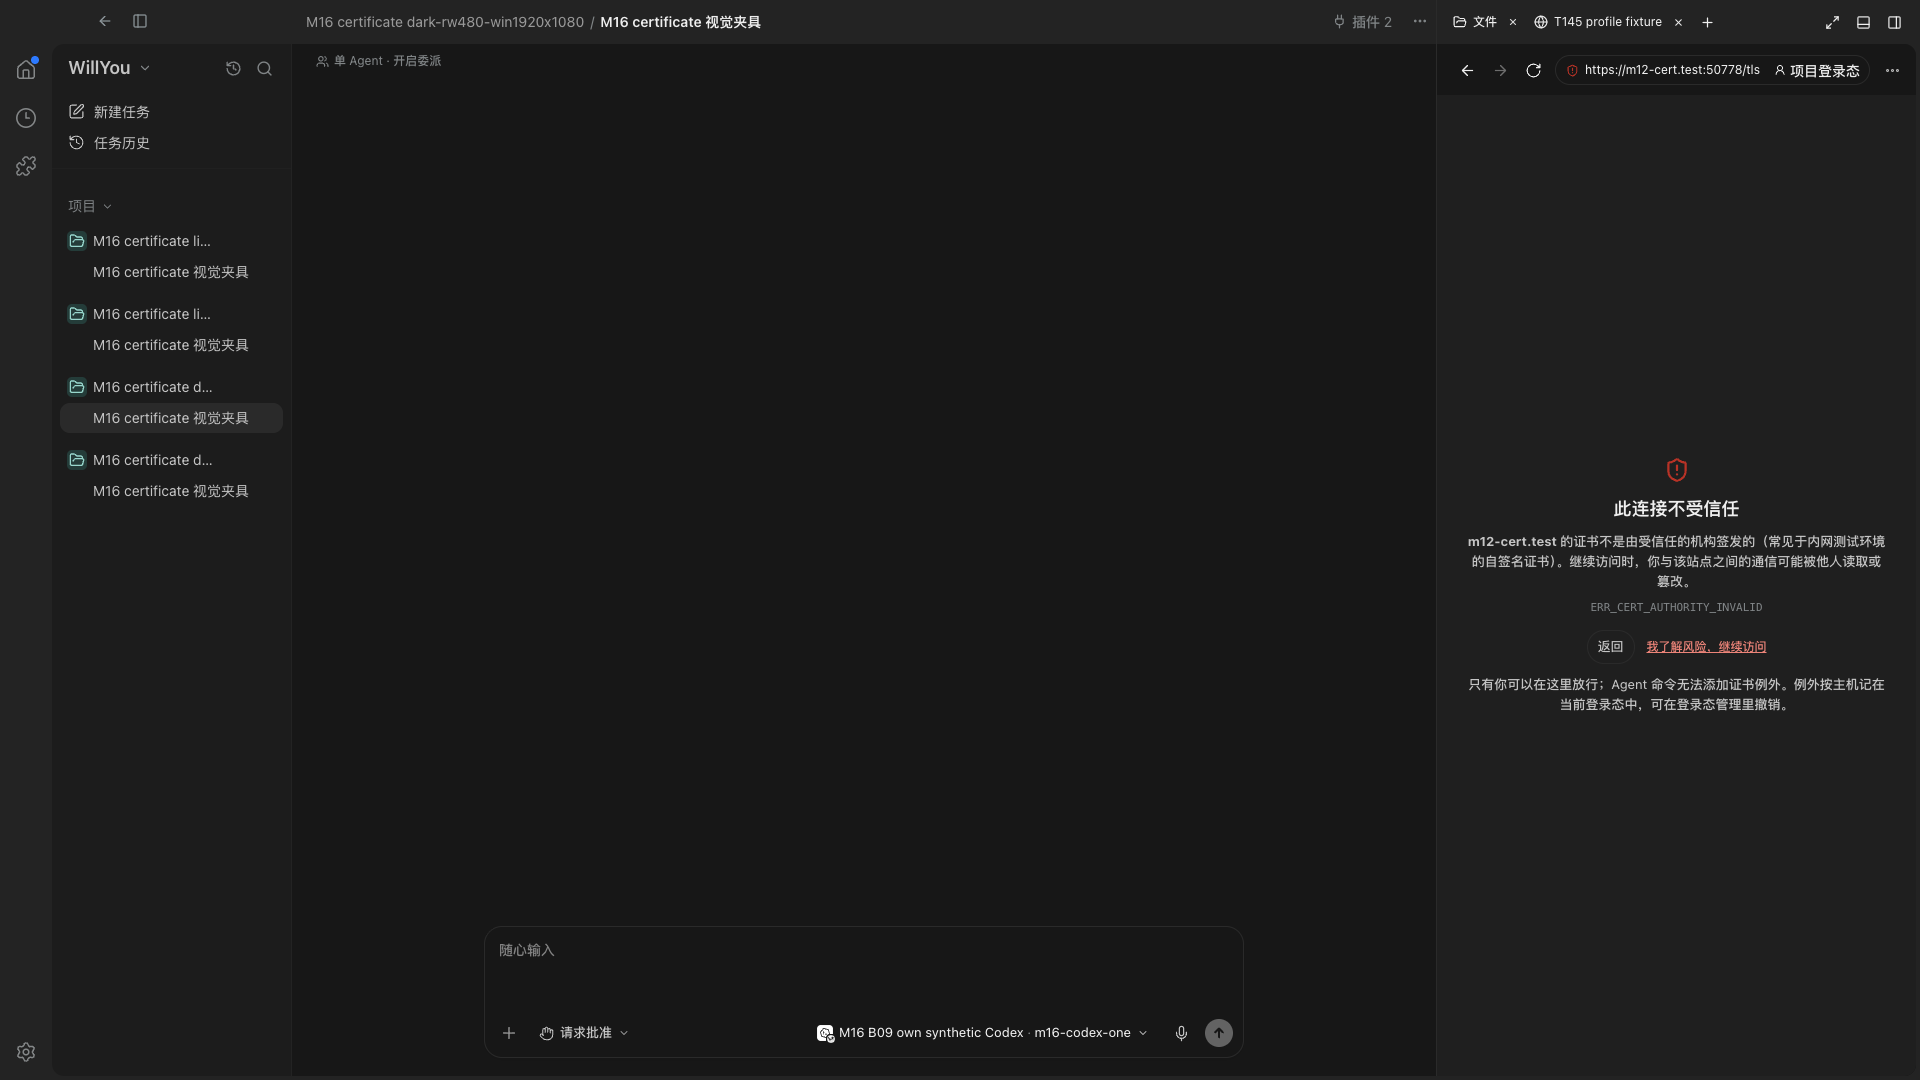 M16 certificate dark-rw480-win1920x1080 / M16 certificate 视觉夹具
插件 2
文件
T145 profile fixture
WillYou
新建任务
任务历史
项目
M16 certificate li...
M16 certificate 视觉夹具
M16 certificate li...
M16 certificate 视觉夹具
M16 certificate d...
M16 certificate 视觉夹具
M16 certificate d...
M16 certificate 视觉夹具
单 Agent · 开启委派
随心输入
请求批准
M16 B09 own synthetic Codex · m16-codex-one
https://m12-cert.test:50778/tls
项目登录态
此连接不受信任
m12-cert.test 的证书不是由受信任的机构签发的（常见于内网测试环境
的自签名证书）。继续访问时，你与该站点之间的通信可能被他人读取或
篡改。
ERR_CERT_AUTHORITY_INVALID
返回
我了解风险，继续访问
只有你可以在这里放行；Agent 命令无法添加证书例外。例外按主机记在
当前登录态中，可在登录态管理里撤销。